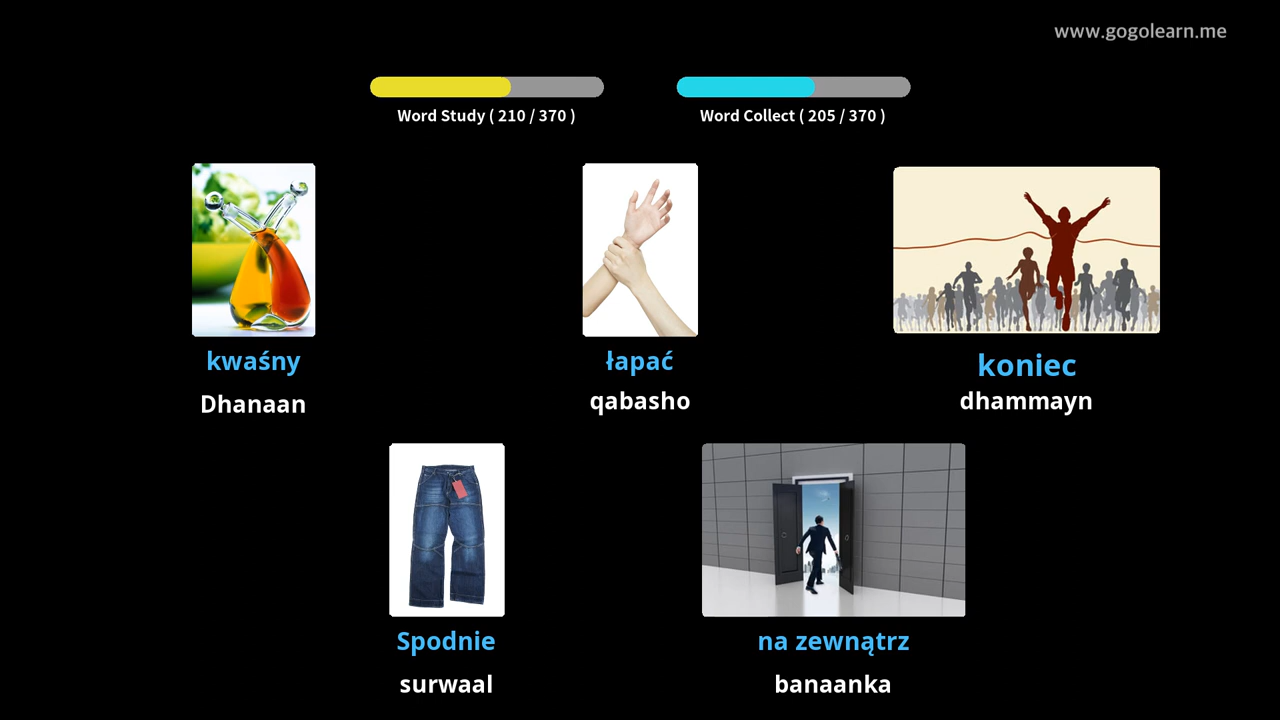 www.gogolearn.me
Word Study ( 210 / 370 )
Word Collect ( 205 / 370 )
kwaśny
Dhanaan
łapać
qabasho
koniec
dhammayn
Spodnie
surwaal
na zewnątrz
banaanka